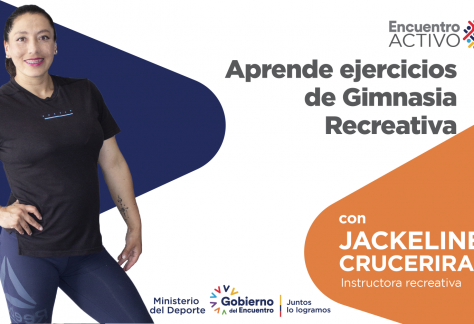 Encuentro
ACTIVO
Aprende ejercicios
de Gimnasia
Recreativa
con
JACKELINE
CRUCERIRA
Instructora recreativa
Ministerio
del Deporte
Gobierno
del Encuentro
Juntos
lo logramos